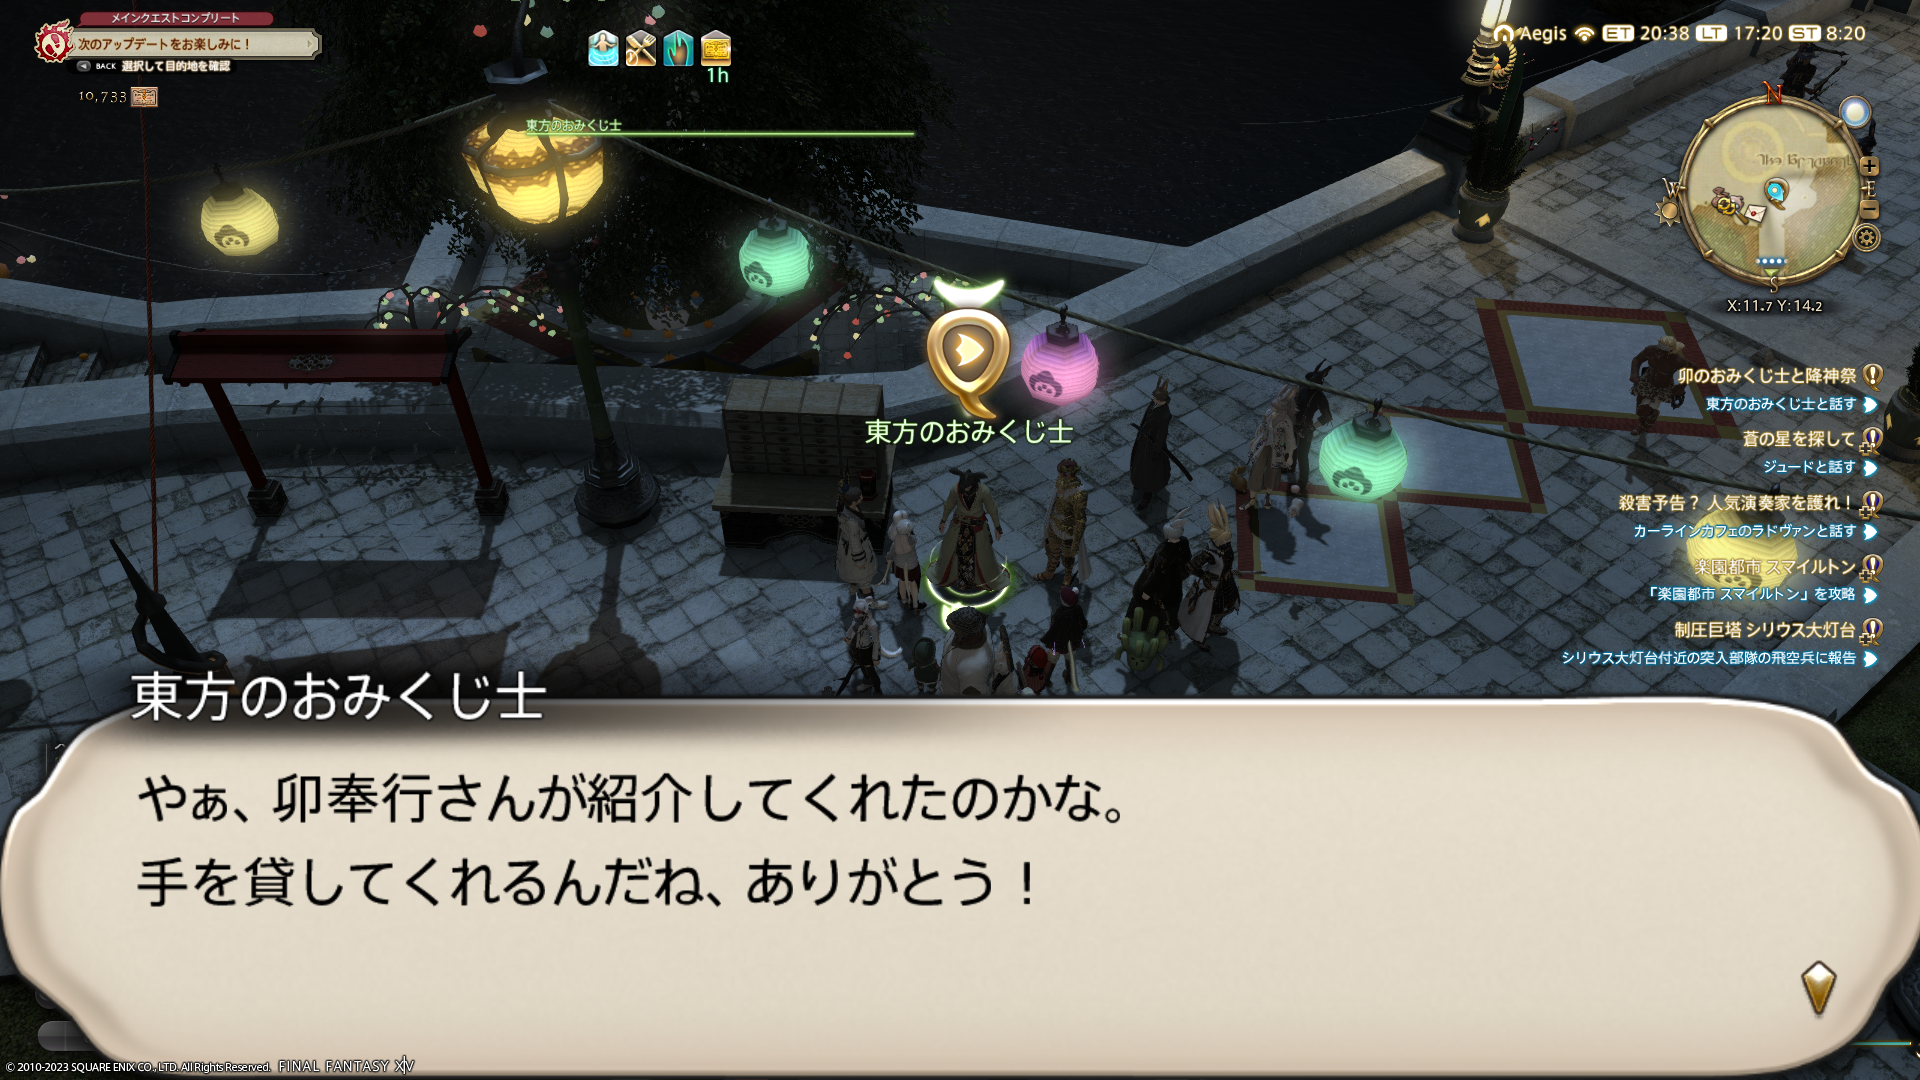 メインクエストコンプリート
次のアップデートをお楽しみに！
BACK 選択して目的地を確認
10,733
1h
東方のおみくじ士
Aegis ET 20:38 LT 17:20 ST 8:20
N
W
E
S
X:11.7 Y:14.2
卯のおみくじ士と降神祭
東方のおみくじ士と話す
蒼の星を探して
ジュードと話す
殺害予告？ 人気演奏家を護れ！
カーラインカフェのラドヴァンと話す
楽園都市 スマイルトン
「楽園都市 スマイルトン」を攻略
制圧巨塔 シリウス大灯台
シリウス大灯台付近の突入部隊の飛空兵に報告
東方のおみくじ士
東方のおみくじ士
やぁ、卯奉行さんが紹介してくれたのかな。
手を貸してくれるんだね、ありがとう！
© 2010-2023 SQUARE ENIX CO., LTD. All Rights Reserved. FINAL FANTASY XIV